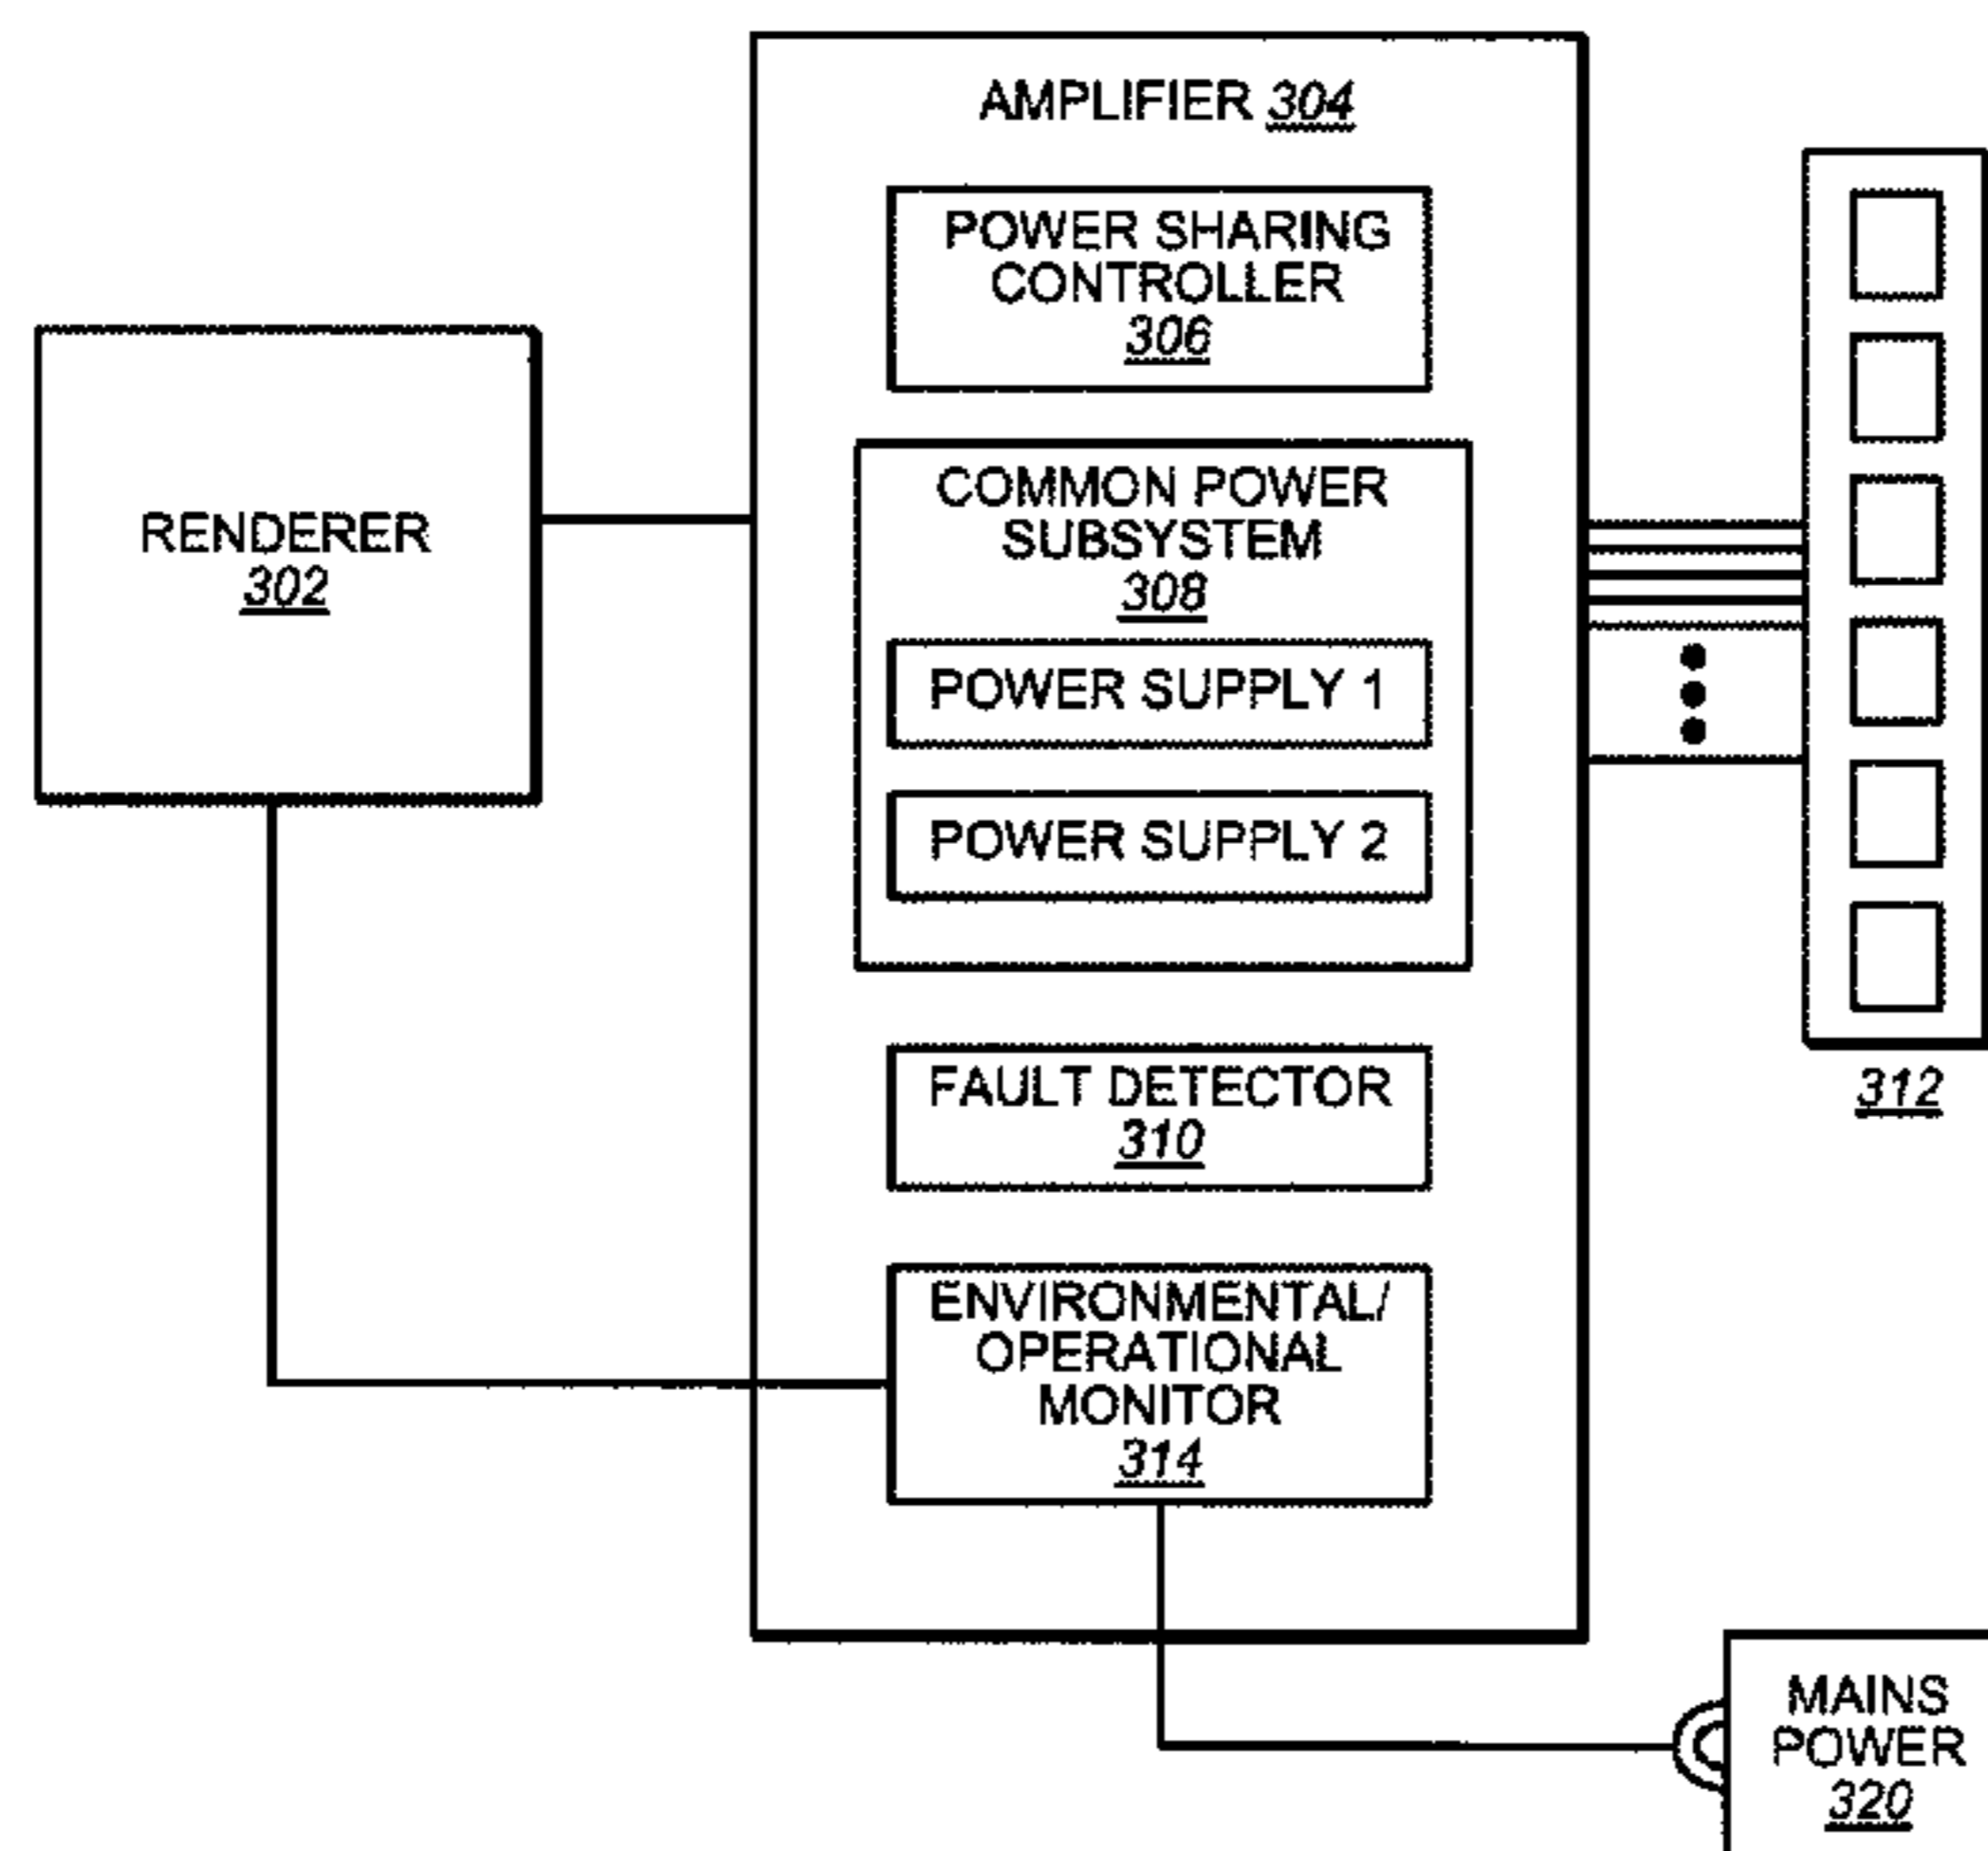 AMPLIFIER 304
POWER SHARING
CONTROLLER
306
RENDERER
302
COMMON POWER
SUBSYSTEM
308
POWER SUPPLY 1
POWER SUPPLY 2
FAULT DETECTOR
310
312
ENVIRONMENTAL/
OPERATIONAL
MONITOR
314
MAINS
POWER
320